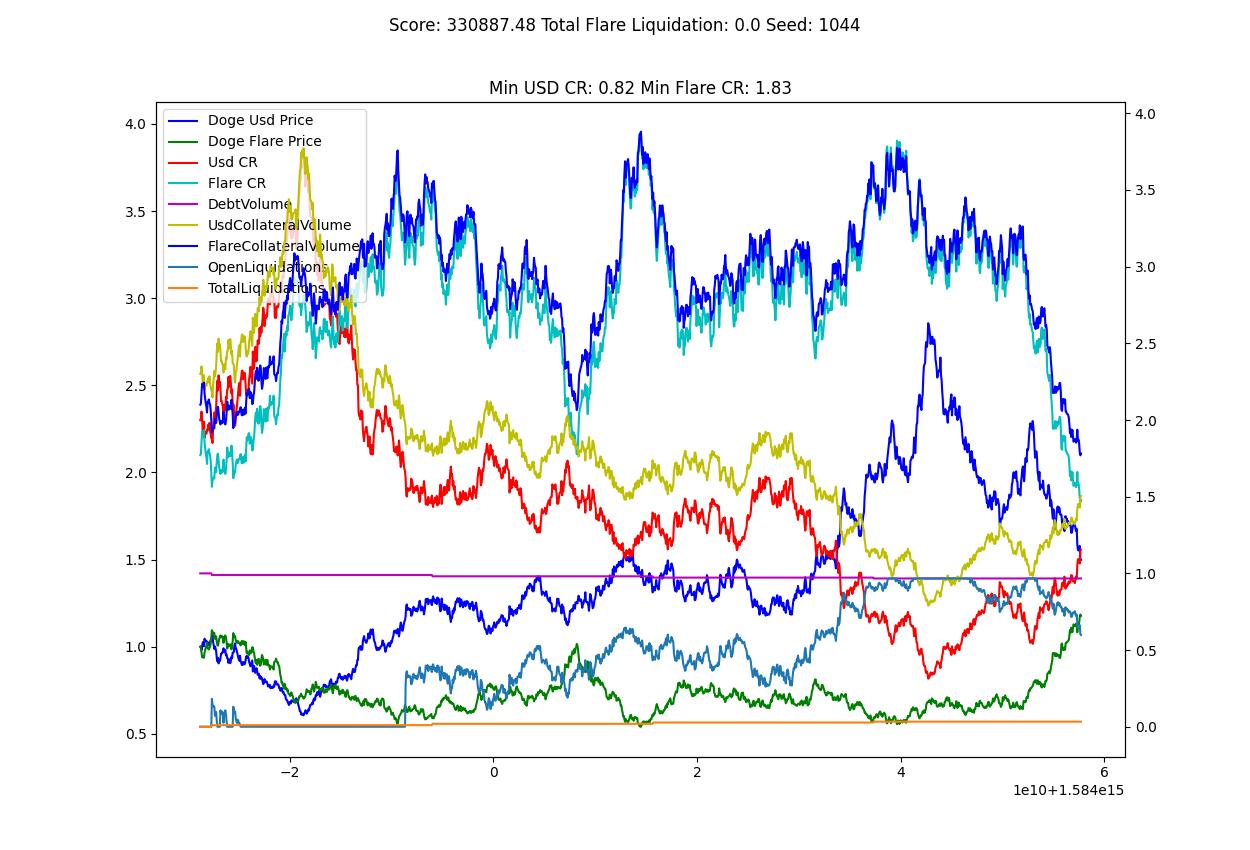 Score: 330887.48 Total Flare Liquidation: 0.0 Seed: 1044
Min USD CR: 0.82 Min Flare CR: 1.83
Doge Usd Price
Doge Flare Price
Usd CR
Flare CR
DebtVolume
UsdCollateralVolume
FlareCollateralVolume
OpenLiquidations
TotalLiquidations
4.0
3.5
3.0
2.5
2.0
1.5
1.0
0.5
4.0
3.5
3.0
2.5
2.0
1.5
1.0
0.5
0.0
−2
0
2
4
6
1e10+1.584e15